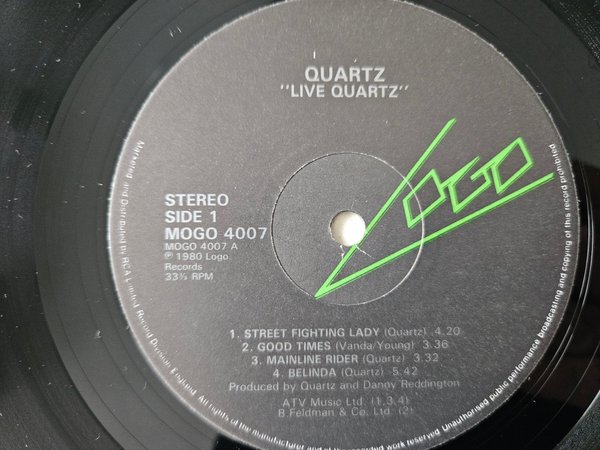 QUARTZ
"LIVE QUARTZ"
LOGO
STEREO
SIDE 1
MOGO 4007
MOGO 4007 A
℗ 1980 Logo
Records
33⅓ RPM
1. STREET FIGHTING LADY (Quartz) 4.20
2. GOOD TIMES (Vanda/Young) 3.36
3. MAINLINE RIDER (Quartz) 3.32
4. BELINDA (Quartz) 5.42
Produced by Quartz and Danny Reddington
ATV Music Ltd. (1,3,4)
B.Feldman & Co. Ltd. (2)
Marketed and Distributed by RCA Limited Record Division England. All rights of the manufacturer and of the recorded work reserved Unauthorised public performance broadcasting and copying of this record prohibited